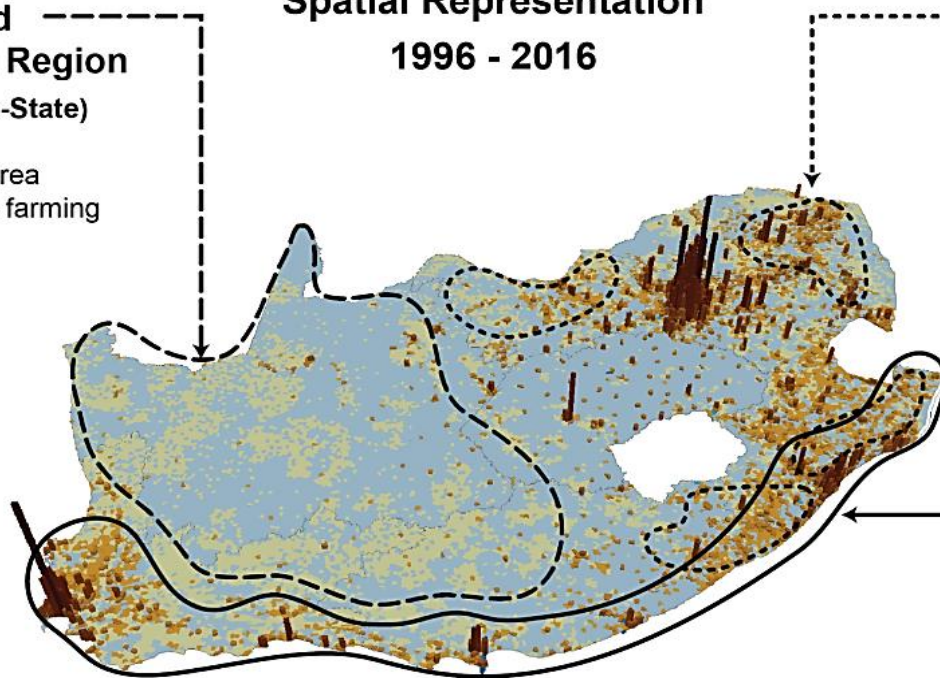 Spatial Representation
1996 - 2016
d
Region
-State)
rea
farming